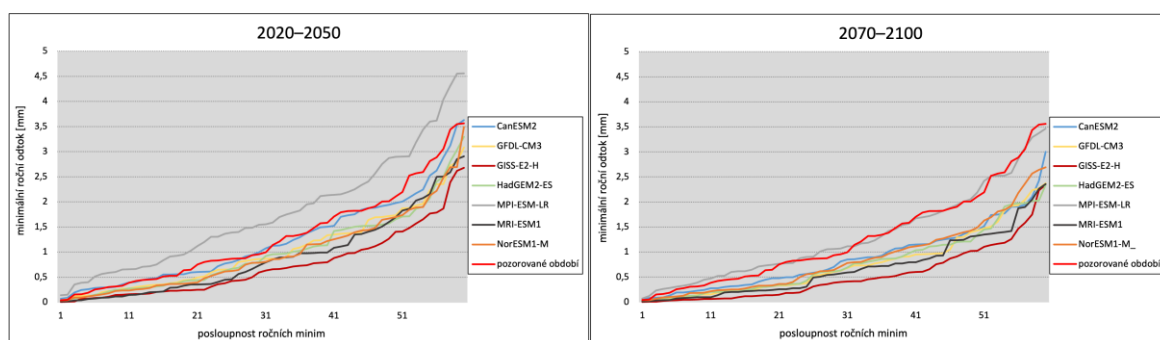 2020–2050
minimální roční odtok [mm]
5
4,5
4
3,5
3
2,5
2
1,5
1
0,5
0
1 11 21 31 41 51
posloupnost ročních minim
CanESM2
GFDL-CM3
GISS-E2-H
HadGEM2-ES
MPI-ESM-LR
MRI-ESM1
NorESM1-M
pozorované období
2070–2100
minimální roční odtok [mm]
5
4,5
4
3,5
3
2,5
2
1,5
1
0,5
0
1 11 21 31 41 51
posloupnost ročních minim
CanESM2
GFDL-CM3
GISS-E2-H
HadGEM2-ES
MPI-ESM-LR
MRI-ESM1
NorESM1-M_
pozorované období